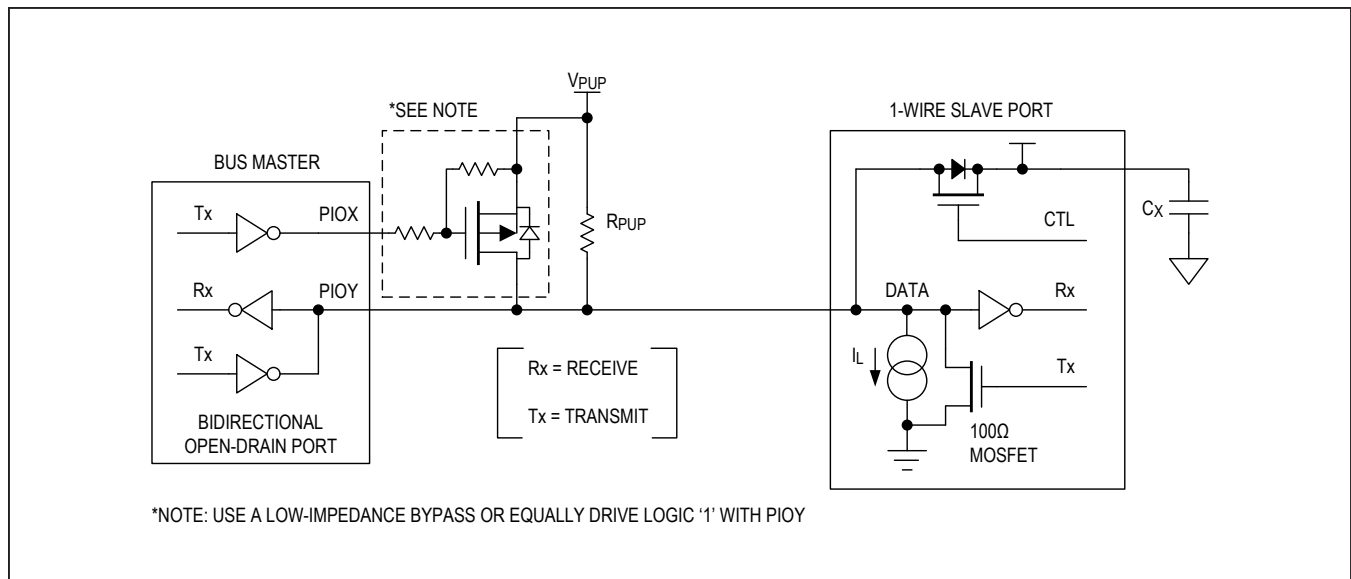 VPUP
*SEE NOTE
1-WIRE SLAVE PORT
BUS MASTER
Tx
PIOX
RPUP
CX
CTL
Rx
PIOY
DATA
Rx
Tx
IL
Tx
Rx = RECEIVE
Tx = TRANSMIT
BIDIRECTIONAL
OPEN-DRAIN PORT
100Ω
MOSFET
*NOTE: USE A LOW-IMPEDANCE BYPASS OR EQUALLY DRIVE LOGIC ‘1’ WITH PIOY